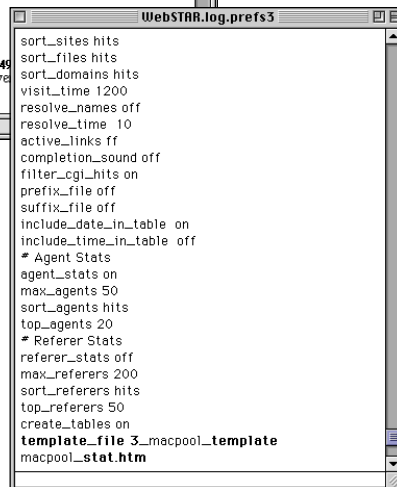 WebSTAR.log.prefs3
sort_sites hits
sort_files hits
sort_domains hits
visit_time 1200
resolve_names off
resolve_time  10
active_links ff
completion_sound off
filter_cgi_hits on
prefix_file off
suffix_file off
include_date_in_table  on
include_time_in_table  off
# Agent Stats
agent_stats on
max_agents 50
sort_agents hits
top_agents 20
# Referer Stats
referer_stats off
max_referers 200
sort_referers hits
top_referers 50
create_tables on
template_file 3_macpool_template
macpool_stat.htm